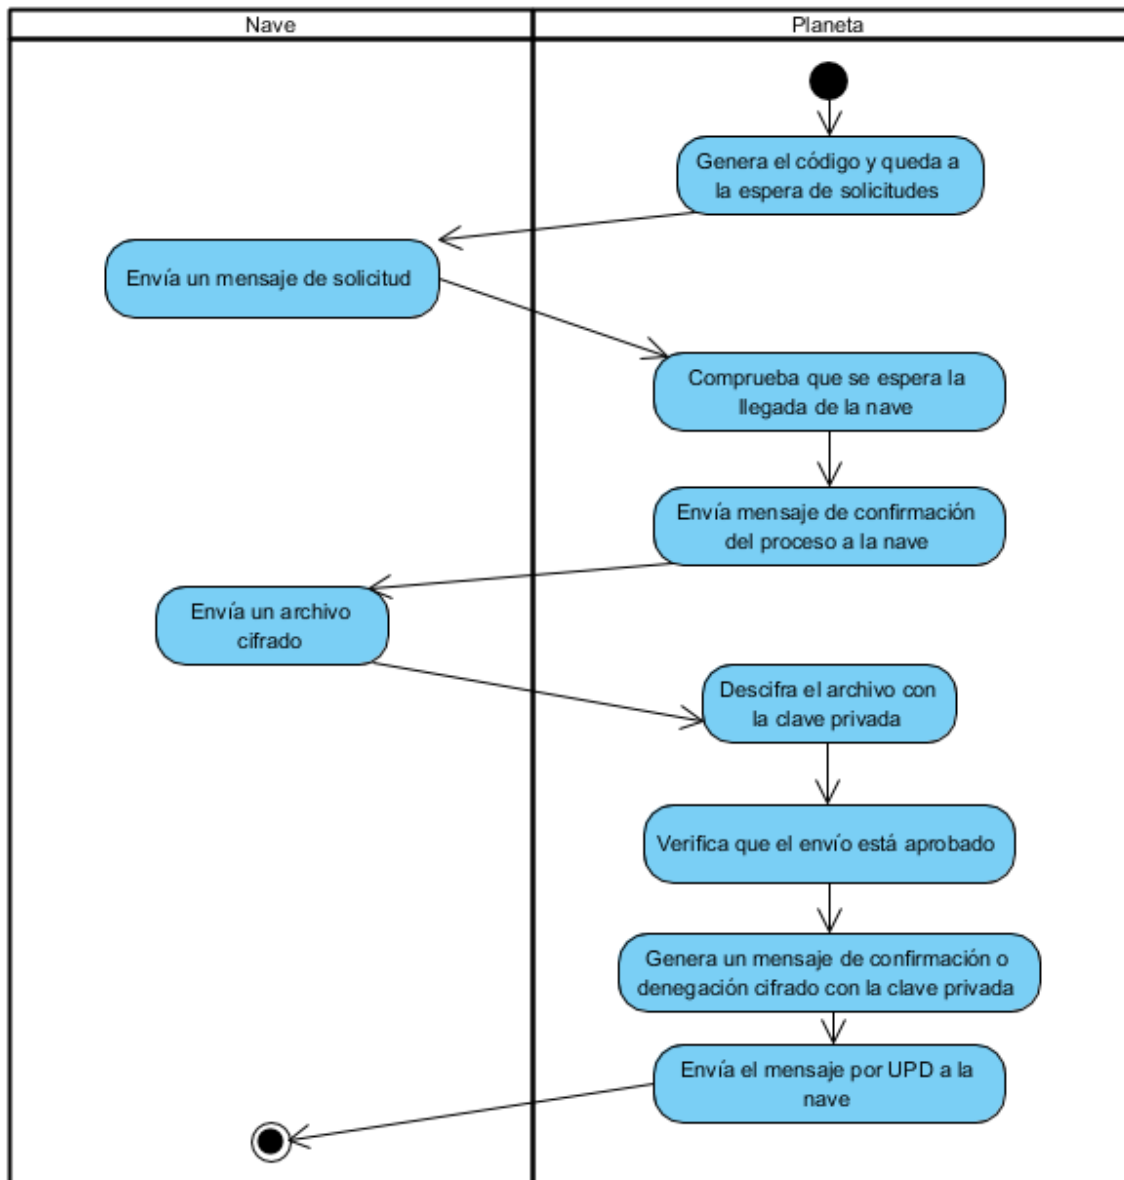 Nave
Planeta
Genera el código y queda a
la espera de solicitudes
Envía un mensaje de solicitud
Comprueba que se espera la
llegada de la nave
Envía mensaje de confirmación
del proceso a la nave
Envía un archivo
cifrado
Descifra el archivo con
la clave privada
Verifica que el envío está aprobado
Genera un mensaje de confirmación o
denegación cifrado con la clave privada
Envía el mensaje por UPD a la
nave